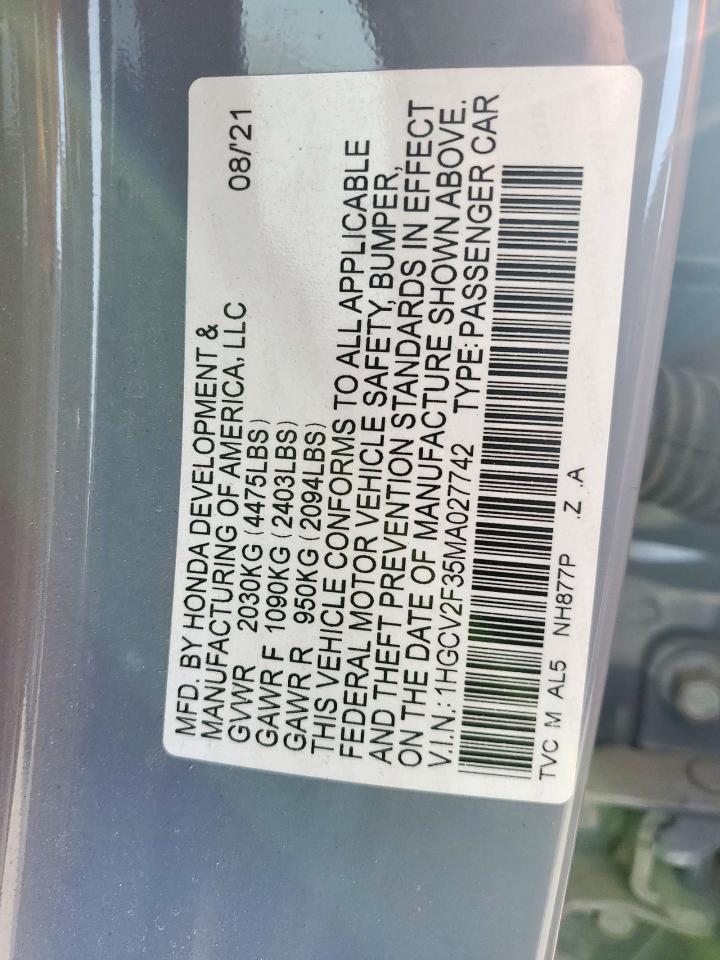 MFD. BY HONDA DEVELOPMENT &
MANUFACTURING OF AMERICA, LLC 08/'21
GVWR 2030KG (4475LBS)
GAWR F 1090KG (2403LBS)
GAWR R 950KG (2094LBS)
THIS VEHICLE CONFORMS TO ALL APPLICABLE
FEDERAL MOTOR VEHICLE SAFETY, BUMPER,
AND THEFT PREVENTION STANDARDS IN EFFECT
ON THE DATE OF MANUFACTURE SHOWN ABOVE.
V.I.N.: 1HGCV2F35MA027742 TYPE: PASSENGER CAR
TVC M AL5 NH877P .Z .A